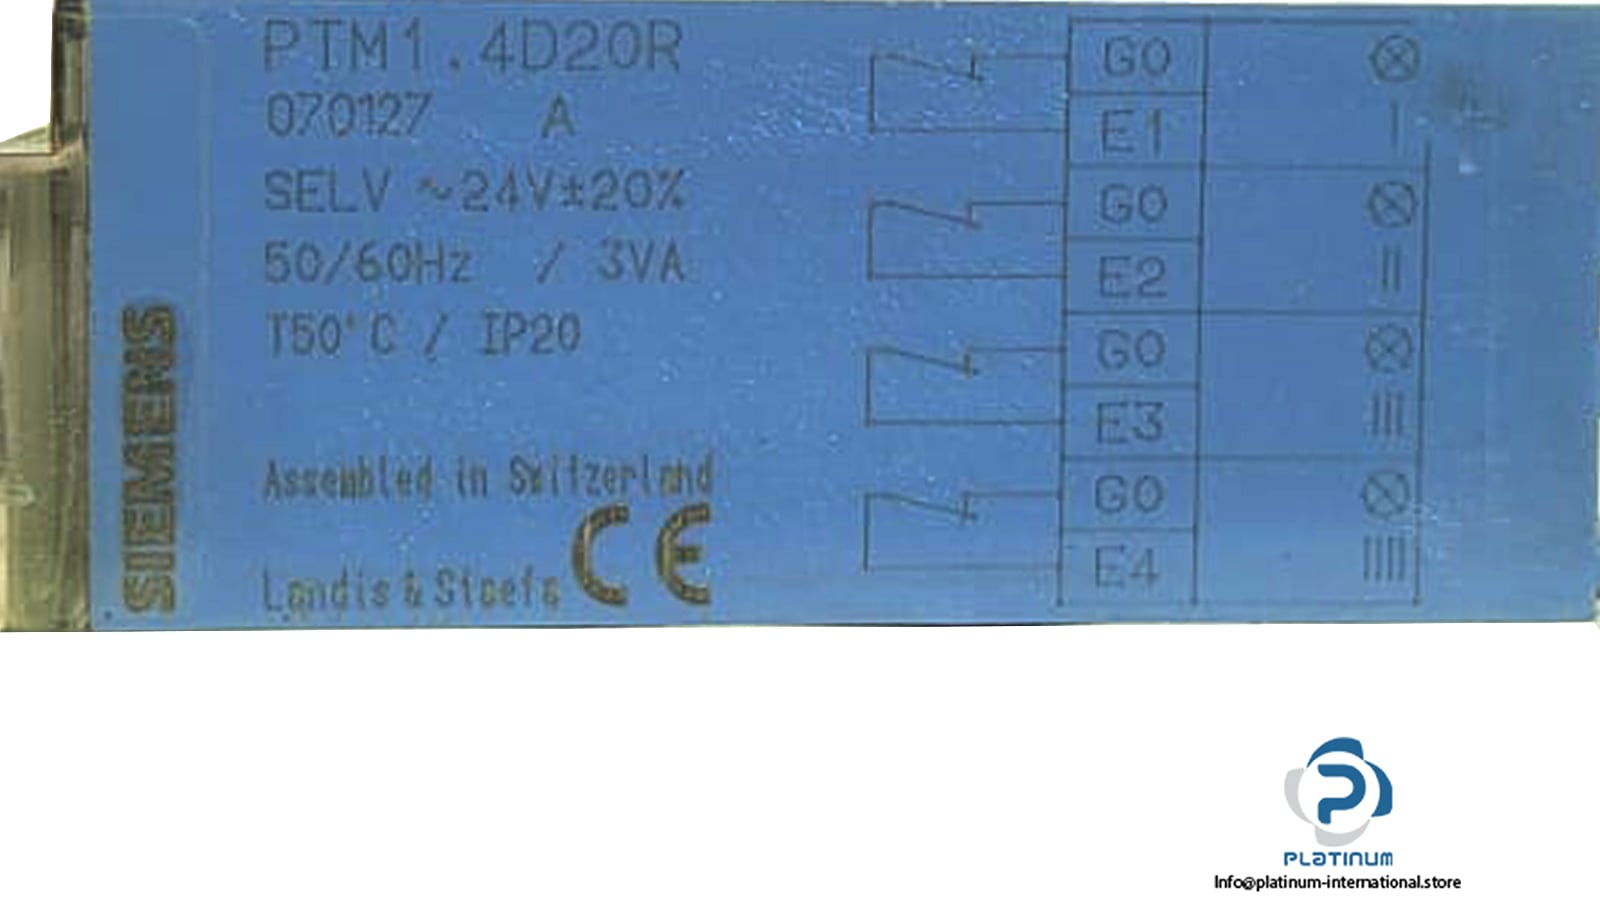 PTM1.4D20R
070127 A
SELV ~24V±20%
50/60Hz / 3VA
T50°C / IP20
Assembled in Switzerland
CE
Landis & Staefa
SIEMENS
G0
E1 I
G0
E2 II
G0
E3 III
G0
E4 IIII
PLATINUM
Info@platinum-international.store